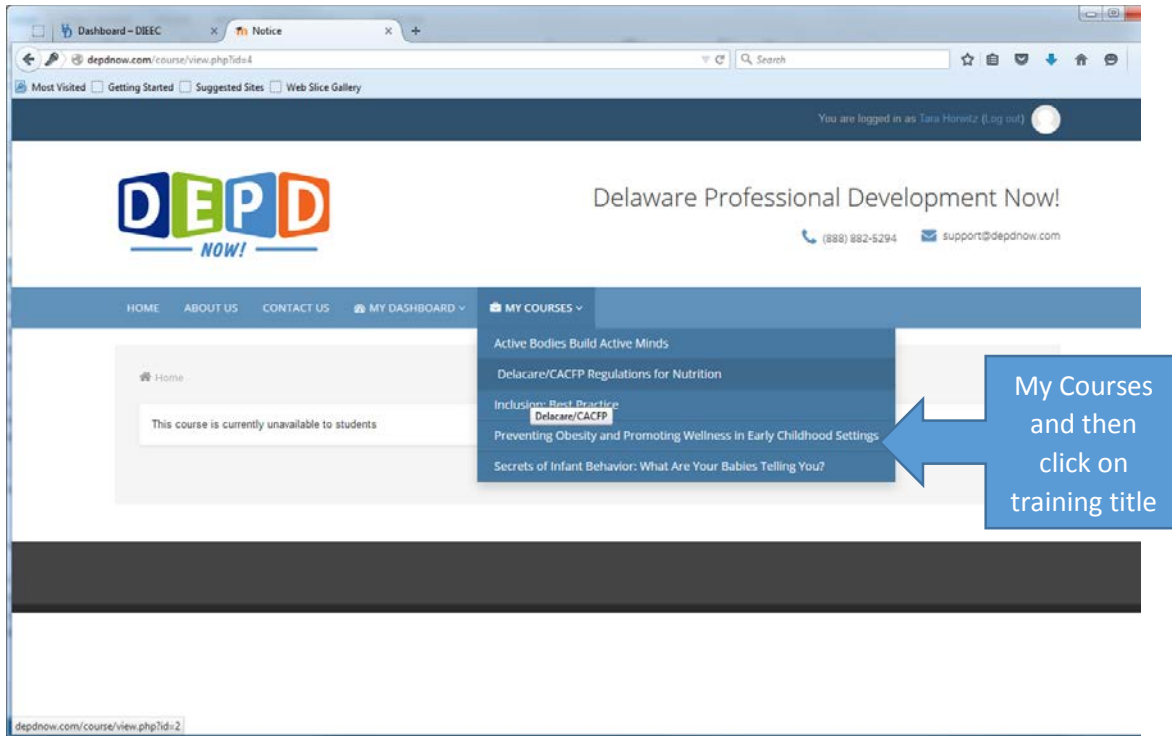 Dashboard – DIEEC × Notice × +
depdnow.com/course/view.php?id=4 Search
Most Visited Getting Started Suggested Sites Web Slice Gallery
You are logged in as Tara Horwitz (Log out)
DEPD
NOW!
Delaware Professional Development Now!
(888) 882-5294 support@depdnow.com
HOME ABOUT US CONTACT US MY DASHBOARD MY COURSES
Active Bodies Build Active Minds
Delacare/CACFP Regulations for Nutrition
Inclusion: Best Practice
Delacare/CACFP
Preventing Obesity and Promoting Wellness in Early Childhood Settings
Secrets of Infant Behavior: What Are Your Babies Telling You?
Home
This course is currently unavailable to students
My Courses
and then
click on
training title
depdnow.com/course/view.php?id=2